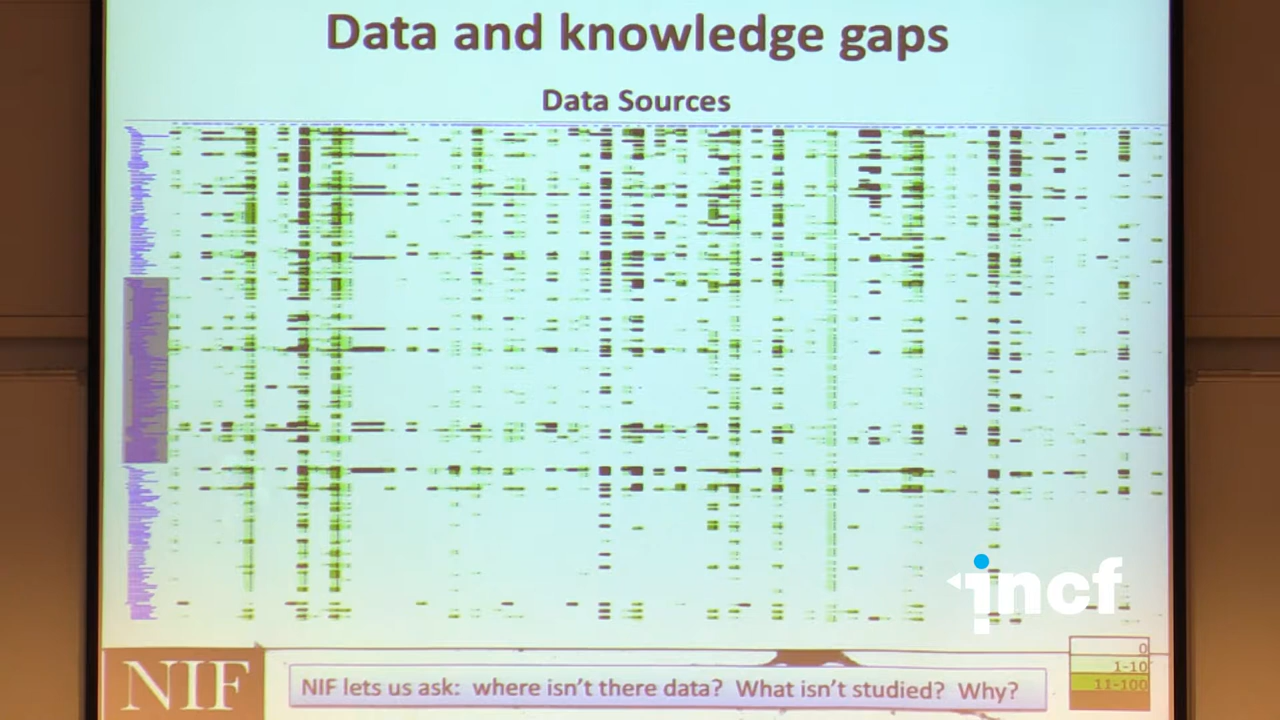 Data and knowledge gaps
Data Sources
incf
NIF
NIF lets us ask: where isn't there data? What isn't studied? Why?
0
1-10
11-100